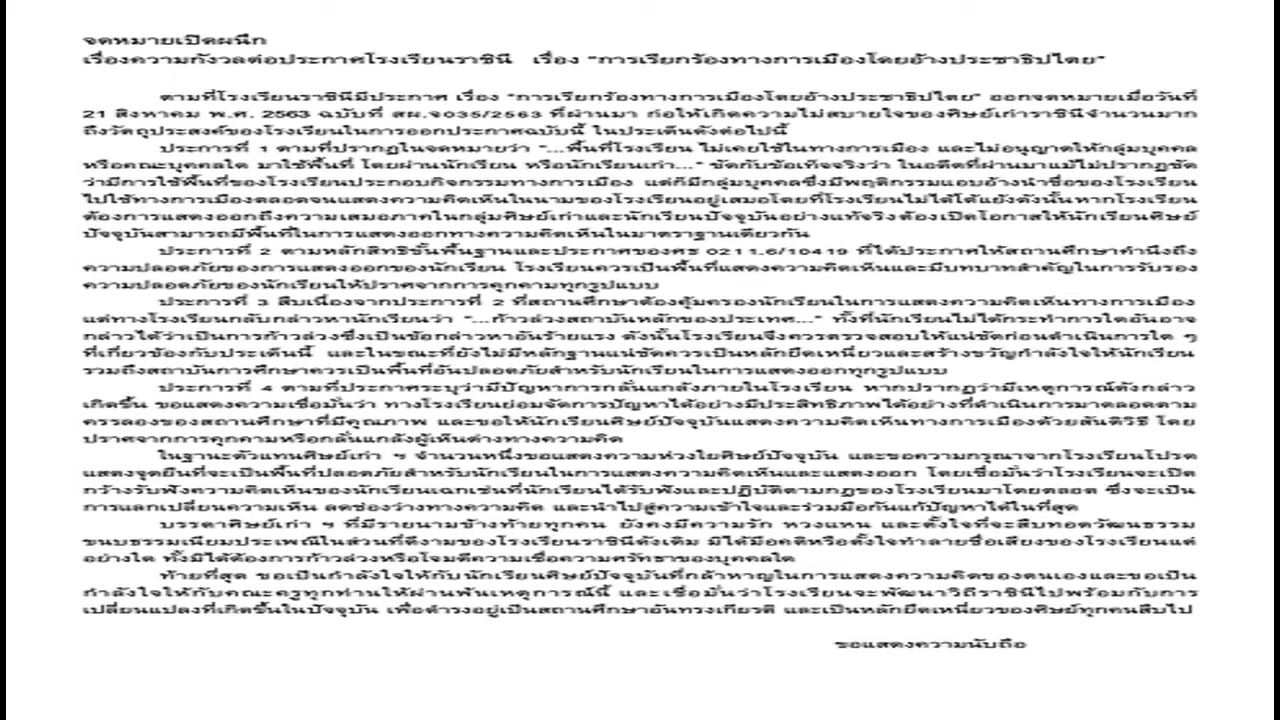 จดหมายเปิดผนึก
เรื่องความกังวลต่อประกาศโรงเรียนราชินี เรื่อง "การเรียกร้องทางการเมืองโดยอ้างประชาธิปไตย"
ตามที่โรงเรียนราชินีมีประกาศ เรื่อง "การเรียกร้องทางการเมืองโดยอ้างประชาธิปไตย" ออกจดหมายเมื่อวันที่
21 สิงหาคม พ.ศ. 2563 ฉบับที่ สผ.จ035/2563 ที่ผ่านมา ก่อให้เกิดความไม่สบายใจของศิษย์เก่าราชินีจำนวนมาก
ถึงวัตถุประสงค์ของโรงเรียนในการออกประกาศฉบับนี้ ในประเด็นดังต่อไปนี้
ประการที่ 1 ตามที่ปรากฏในจดหมายว่า "...พื้นที่โรงเรียน ไม่เคยใช้ในทางการเมือง และไม่อนุญาตให้กลุ่มบุคคล
หรือคณะบุคคลใด มาใช้พื้นที่ โดยผ่านนักเรียน หรือนักเรียนเก่า..." ขัดกับข้อเท็จจริงว่า ในอดีตที่ผ่านมาแม้ไม่ปรากฏชัด
ว่ามีการใช้พื้นที่ของโรงเรียนประกอบกิจกรรมทางการเมือง แต่ก็มีกลุ่มบุคคลซึ่งมีพฤติกรรมแอบอ้างนำชื่อของโรงเรียน
ไปใช้ทางการเมืองตลอดจนแสดงความคิดเห็นในนามของโรงเรียนอยู่เสมอโดยที่โรงเรียนไม่ได้โต้แย้งดังนั้นหากโรงเรียน
ต้องการแสดงออกถึงความเสมอภาคในกลุ่มศิษย์เก่าและนักเรียนปัจจุบันอย่างแท้จริงต้องเปิดโอกาสให้นักเรียนศิษย์
ปัจจุบันสามารถมีพื้นที่ในการแสดงออกทางความคิดเห็นในมาตราฐานเดียวกัน
ประการที่ 2 ตามหลักสิทธิขั้นพื้นฐานและประกาศของศธ 0211.6/10419 ที่ได้ประกาศให้สถานศึกษาคำนึงถึง
ความปลอดภัยของการแสดงออกของนักเรียน โรงเรียนควรเป็นพื้นที่แสดงความคิดเห็นและมีบทบาทสำคัญในการรับรอง
ความปลอดภัยของนักเรียนให้ปราศจากการคุกคามทุกรูปแบบ
ประการที่ 3 สืบเนื่องจากประการที่ 2 ที่สถานศึกษาต้องคุ้มครองนักเรียนในการแสดงความคิดเห็นทางการเมือง
แต่ทางโรงเรียนกลับกล่าวหานักเรียนว่า "...ก้าวล่วงสถาบันหลักของประเทศ..." ทั้งที่นักเรียนไม่ได้กระทำการใดอันอาจ
กล่าวได้ว่าเป็นการก้าวล่วงซึ่งเป็นข้อกล่าวหาอันร้ายแรง ดังนั้นโรงเรียนจึงควรตรวจสอบให้แน่ชัดก่อนดำเนินการใด ๆ
ที่เกี่ยวข้องกับประเด็นนี้ และในขณะที่ยังไม่มีหลักฐานแน่ชัดควรเป็นหลักยึดเหนี่ยวและสร้างขวัญกำลังใจให้นักเรียน
รวมถึงสถาบันการศึกษาควรเป็นพื้นที่อันปลอดภัยสำหรับนักเรียนในการแสดงออกทุกรูปแบบ
ประการที่ 4 ตามที่ประกาศระบุว่ามีปัญหาการกลั่นแกล้งภายในโรงเรียน หากปรากฏว่ามีเหตุการณ์ดังกล่าว
เกิดขึ้น ขอแสดงความเชื่อมั่นว่า ทางโรงเรียนย่อมจัดการปัญหาได้อย่างมีประสิทธิภาพได้อย่างที่ดำเนินการมาตลอดตาม
ครรลองของสถานศึกษาที่มีคุณภาพ และขอให้นักเรียนศิษย์ปัจจุบันแสดงความคิดเห็นทางการเมืองด้วยสันติวิธี โดย
ปราศจากการคุกคามหรือกลั่นแกล้งผู้เห็นต่างทางความคิด
ในฐานะตัวแทนศิษย์เก่า ฯ จำนวนหนึ่งขอแสดงความห่วงใยศิษย์ปัจจุบัน และขอความกรุณาจากโรงเรียนโปรด
แสดงจุดยืนที่จะเป็นพื้นที่ปลอดภัยสำหรับนักเรียนในการแสดงความคิดเห็นและแสดงออก โดยเชื่อมั่นว่าโรงเรียนจะเปิด
กว้างรับฟังความคิดเห็นของนักเรียนเฉกเช่นที่นักเรียนได้รับฟังและปฏิบัติตามกฎของโรงเรียนมาโดยตลอด ซึ่งจะเป็น
การแลกเปลี่ยนความเห็น ลดช่องว่างทางความคิด และนำไปสู่ความเข้าใจและร่วมมือกันแก้ปัญหาได้ในที่สุด
บรรดาศิษย์เก่า ฯ ที่มีรายนามข้างท้ายทุกคน ยังคงมีความรัก หวงแหน และตั้งใจที่จะสืบทอดวัฒนธรรม
ขนบธรรมเนียมประเพณีในส่วนที่ดีงามของโรงเรียนราชินีดังเดิม มิได้มีอคติหรือตั้งใจทำลายชื่อเสียงของโรงเรียนแต่
อย่างใด ทั้งมิได้ต้องการก้าวล่วงหรือโจมตีความเชื่อความศรัทธาของบุคคลใด
ท้ายที่สุด ขอเป็นกำลังใจให้กับนักเรียนศิษย์ปัจจุบันที่กล้าหาญในการแสดงความคิดของตนเองและขอเป็น
กำลังใจให้กับคณะครูทุกท่านให้ผ่านพ้นเหตุการณ์นี้ และเชื่อมั่นว่าโรงเรียนจะพัฒนาวิถีราชินีไปพร้อมกับการ
เปลี่ยนแปลงที่เกิดขึ้นในปัจจุบัน เพื่อดำรงอยู่เป็นสถานศึกษาอันทรงเกียรติ และเป็นหลักยึดเหนี่ยวของศิษย์ทุกคนสืบไป
ขอแสดงความนับถือ